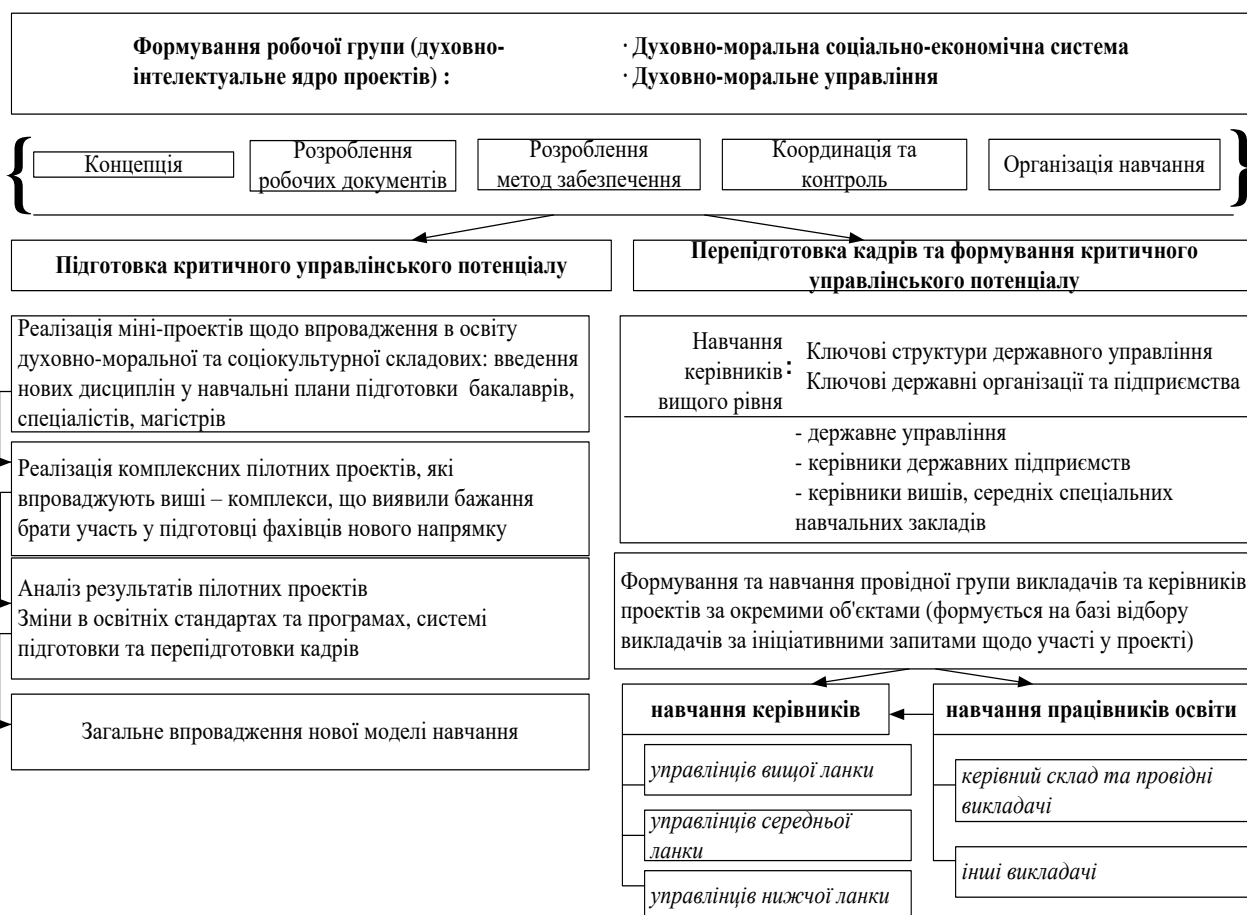 Формування робочої групи (духовно-
інтелектуальне ядро проектів) :
· Духовно-моральна соціально-економічна система
· Духовно-моральне управління
{
Концепція
Розроблення
робочих документів
Розроблення
метод забезпечення
Координація та
контроль
Організація навчання
}
Підготовка критичного управлінського потенціалу
Перепідготовка кадрів та формування критичного
управлінського потенціалу
Реалізація міні-проектів щодо впровадження в освіту
духовно-моральної та соціокультурної складових: введення
нових дисциплін у навчальні плани підготовки бакалаврів,
спеціалістів, магістрів
Реалізація комплексних пілотних проектів, які
впроваджують виші – комплекси, що виявили бажання
брати участь у підготовці фахівців нового напрямку
Аналіз результатів пілотних проектів
Зміни в освітніх стандартах та програмах, системі
підготовки та перепідготовки кадрів
Загальне впровадження нової моделі навчання
Навчання
керівників
вищого рівня
:
Ключові структури державного управління
Ключові державні організації та підприємства
- державне управління
- керівники державних підприємств
- керівники вишів, середніх спеціальних
навчальних закладів
Формування та навчання провідної групи викладачів та керівників
проектів за окремими об'єктами (формується на базі відбору
викладачів за ініціативними запитами щодо участі у проекті)
навчання керівників
управлінців вищої ланки
управлінців середньої
ланки
управлінців нижчої ланки
навчання працівників освіти
керівний склад та провідні
викладачі
інші викладачі